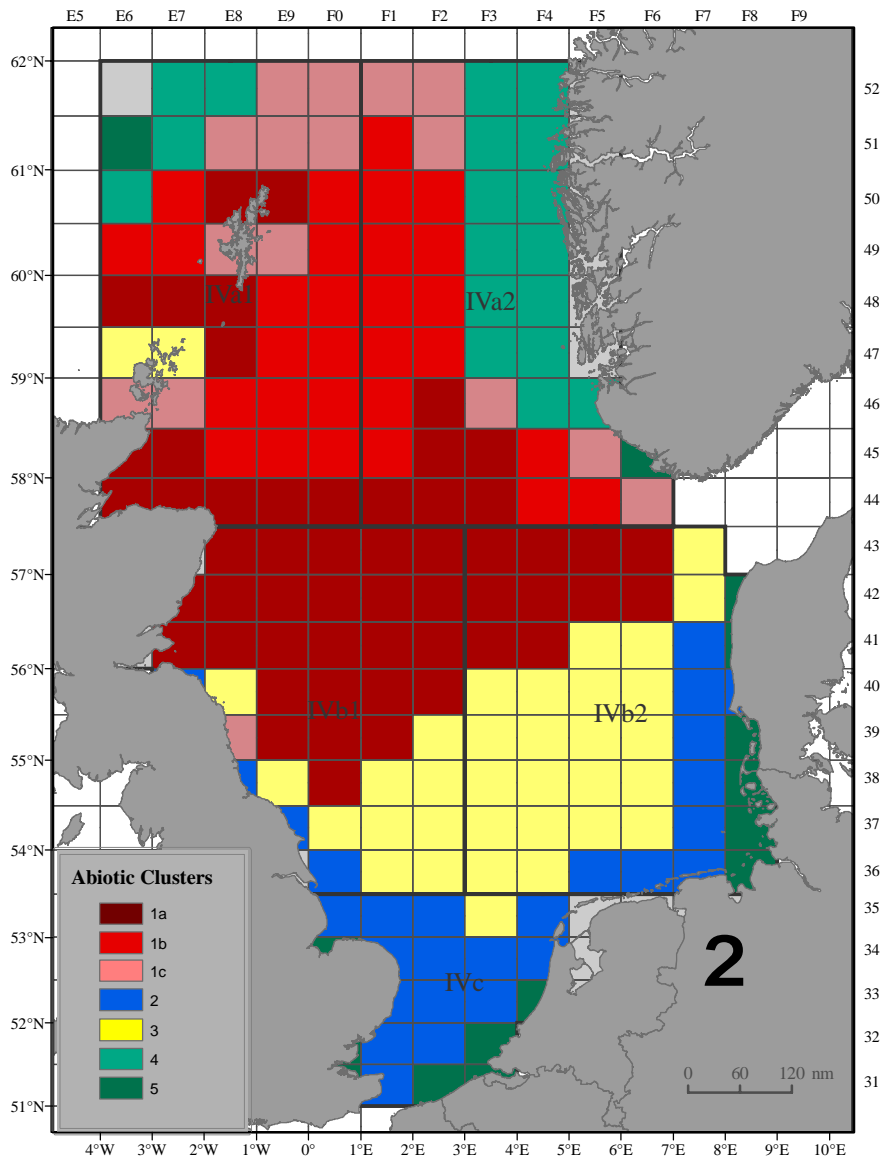 E5 E6 E7 E8 E9 F0 F1 F2 F3 F4 F5 F6 F7 F8 F9
62°N
52
51
61°N
50
49
60°N
IVa1 IVa2
48
47
59°N
46
45
58°N
44
43
57°N
42
41
56°N
40
IVb1 IVb2
39
55°N
38
37
54°N
36
Abiotic Clusters
1a
1b
1c
2
3
4
5
35
53°N
34
2
IVc
33
52°N
32
0 60 120 nm
31
51°N
4°W 3°W 2°W 1°W 0° 1°E 2°E 3°E 4°E 5°E 6°E 7°E 8°E 9°E 10°E